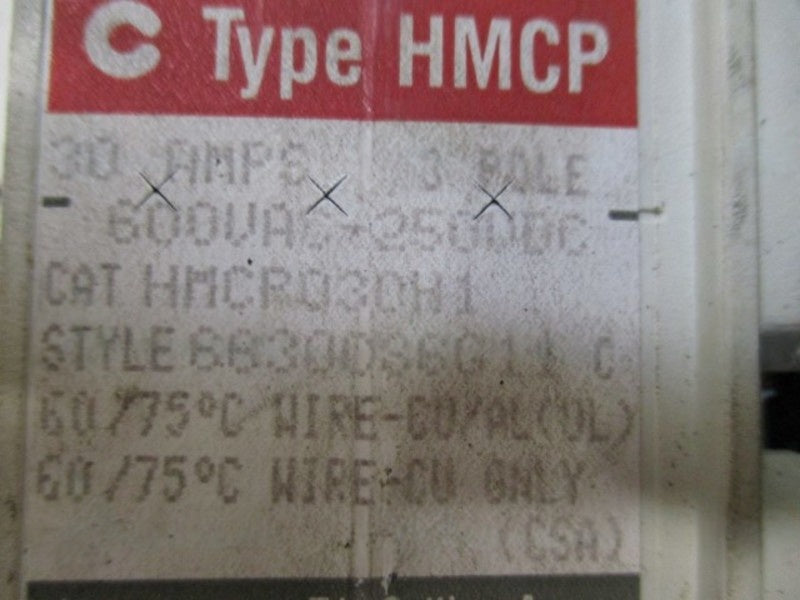 C Type HMCP
30 AMPS 3 POLE
600VAC-250VDC
CAT HMCP030H1
STYLE C
60/75°C WIRE-CU/AL(UL)
60/75°C WIRE-CU ONLY
(CSA)